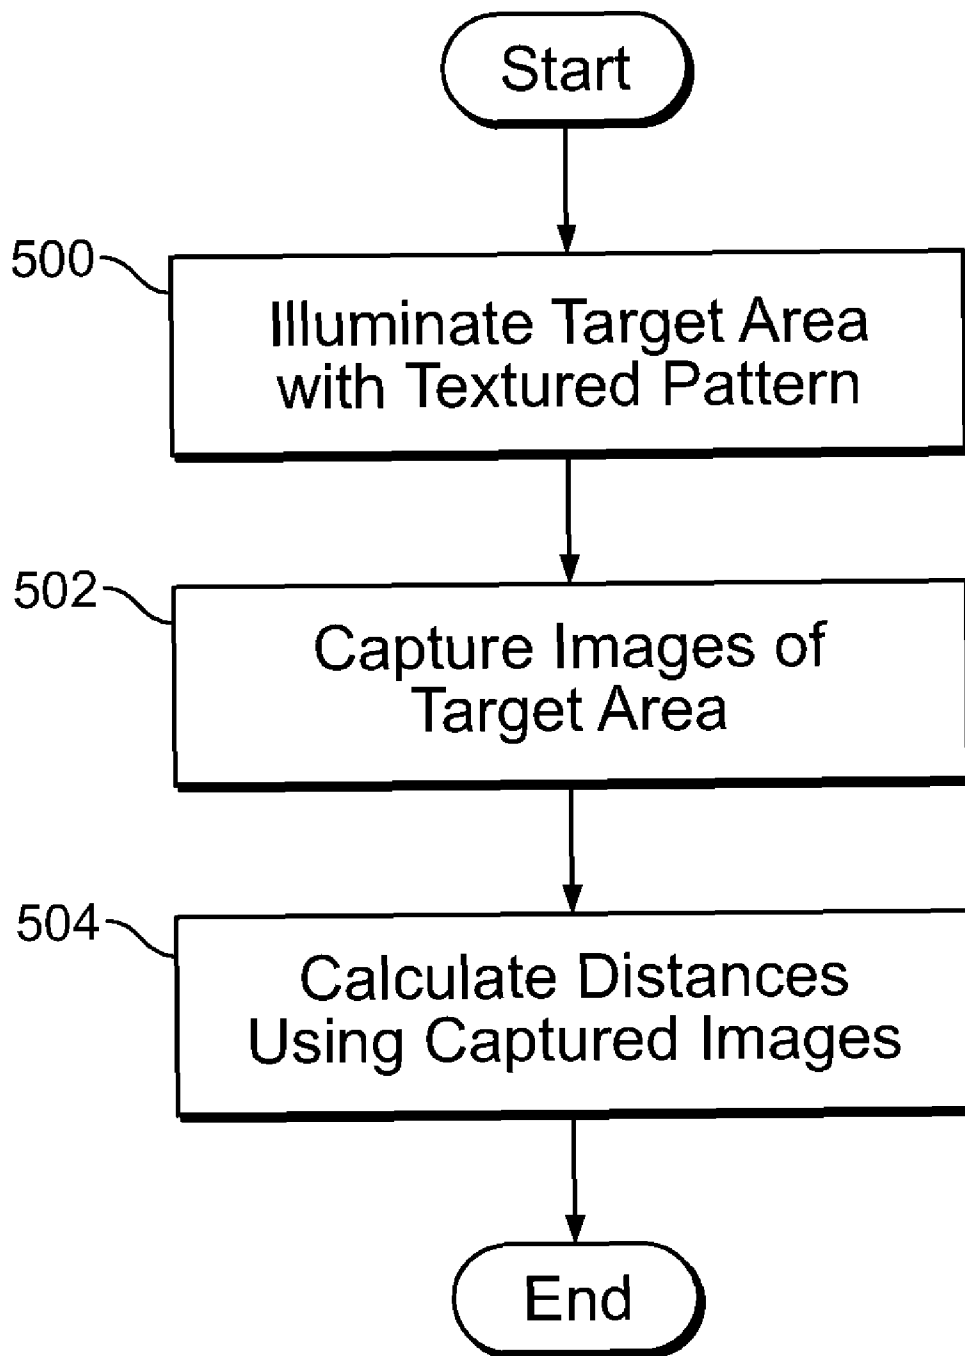 Start
500
Illuminate Target Area
with Textured Pattern
502
Capture Images of
Target Area
504
Calculate Distances
Using Captured Images
End